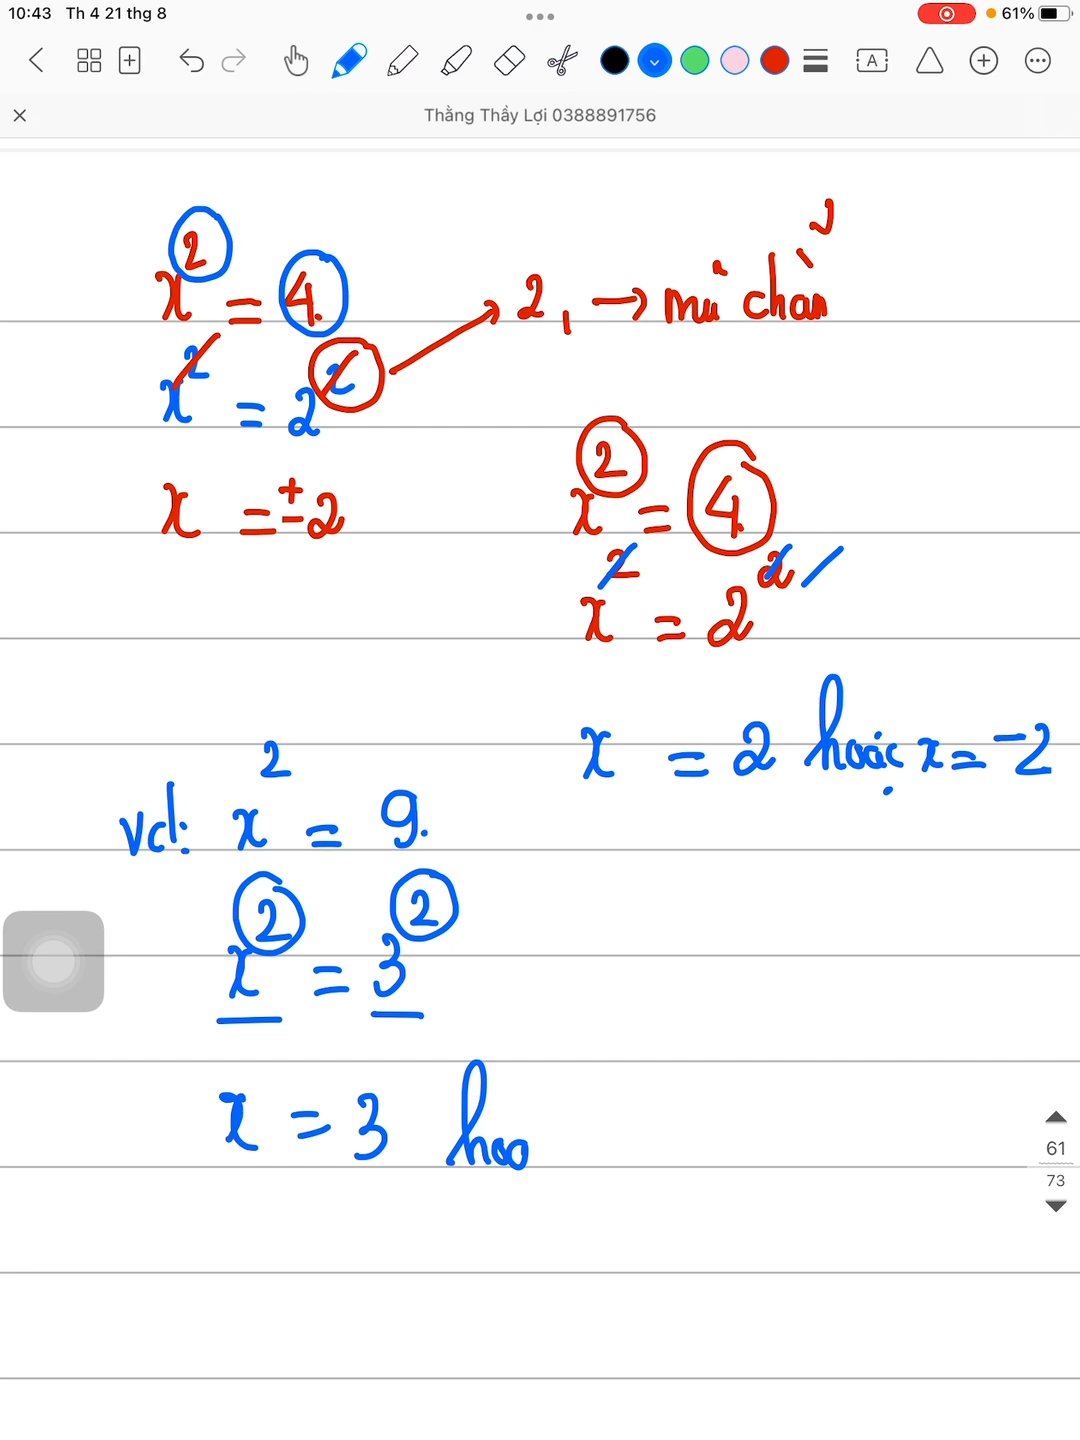 10:43 Th 4 21 thg 8 61%
A
Thằng Thầy Lợi 0388891756
x² = 4.
x² = 2²
x = ±2
2, → mũ chẵn
x² = 4.
x² = 2²
x = 2 hoặc x = -2
vd: x² = 9.
x² = 3²
x = 3 hoo
61
73